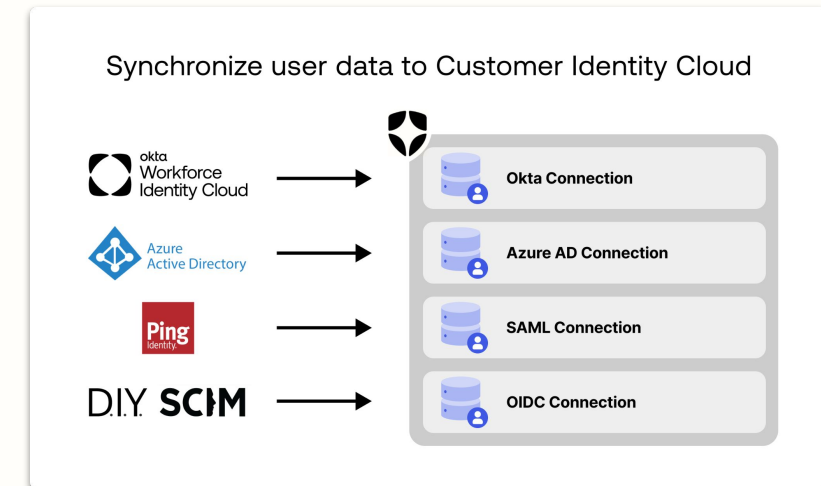 Synchronize user data to Customer Identity Cloud
okta
Workforce
Identity Cloud
Okta Connection
Azure
Active Directory
Azure AD Connection
Ping
Identity.
SAML Connection
D.I.Y. SCIM
OIDC Connection